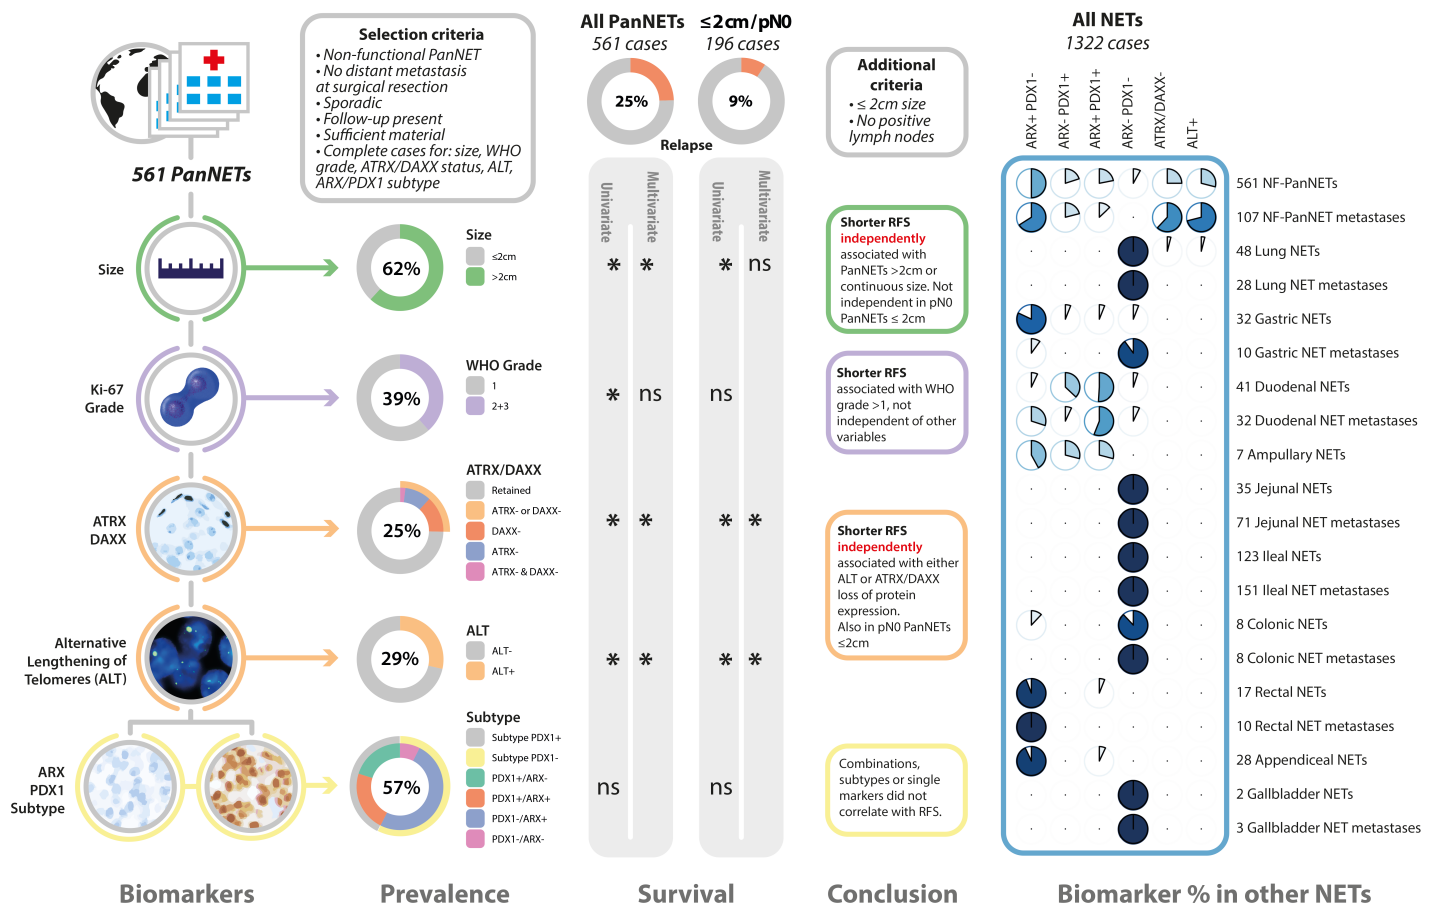 561 PanNETs
Selection criteria
• Non-functional PanNET
• No distant metastasis
at surgical resection
• Sporadic
• Follow-up present
• Sufficient material
• Complete cases for: size, WHO
grade, ATRX/DAXX status, ALT,
ARX/PDX1 subtype
All PanNETs
561 cases
25%
≤2cm/pN0
196 cases
9%
Relapse
Additional
criteria
• ≤ 2cm size
• No positive
lymph nodes
All NETs
1322 cases
ARX+ PDX1-
ARX- PDX1+
ARX+ PDX1+
ARX- PDX1-
ATRX/DAXX-
ALT+
Univariate
Multivariate
Univariate
Multivariate
Size
62%
Size
≤2cm
>2cm
* * * ns
Shorter RFS
independently
associated with
PanNETs >2cm or
continuous size. Not
independent in pN0
PanNETs ≤ 2cm
Ki-67
Grade
39%
WHO Grade
1
2+3
* ns ns
Shorter RFS
associated with WHO
grade >1, not
independent of other
variables
ATRX
DAXX
25%
ATRX/DAXX
Retained
ATRX- or DAXX-
DAXX-
ATRX-
ATRX- & DAXX-
* * * *
Shorter RFS
independently
associated with either
ALT or ATRX/DAXX
loss of protein
expression.
Also in pN0 PanNETs
≤2cm
Alternative
Lengthening of
Telomeres (ALT)
29%
ALT
ALT-
ALT+
* * * *
ARX
PDX1
Subtype
57%
Subtype
Subtype PDX1+
Subtype PDX1-
PDX1+/ARX-
PDX1+/ARX+
PDX1-/ARX+
PDX1-/ARX-
ns ns
Combinations,
subtypes or single
markers did not
correlate with RFS.
561 NF-PanNETs
107 NF-PanNET metastases
48 Lung NETs
28 Lung NET metastases
32 Gastric NETs
10 Gastric NET metastases
41 Duodenal NETs
32 Duodenal NET metastases
7 Ampullary NETs
35 Jejunal NETs
71 Jejunal NET metastases
123 Ileal NETs
151 Ileal NET metastases
8 Colonic NETs
8 Colonic NET metastases
17 Rectal NETs
10 Rectal NET metastases
28 Appendiceal NETs
2 Gallbladder NETs
3 Gallbladder NET metastases
Biomarkers
Prevalence
Survival
Conclusion
Biomarker % in other NETs